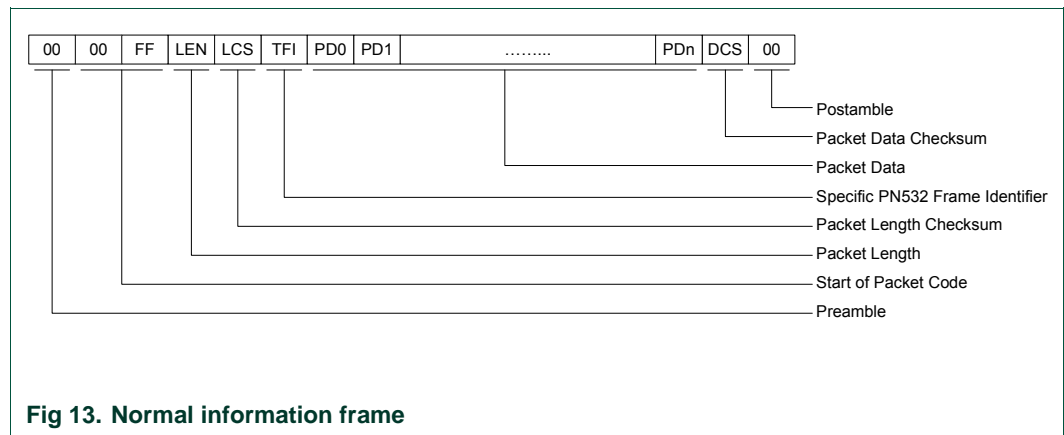 00 00 FF LEN LCS TFI PD0 PD1 ……... PDn DCS 00
Postamble
Packet Data Checksum
Packet Data
Specific PN532 Frame Identifier
Packet Length Checksum
Packet Length
Start of Packet Code
Preamble
Fig 13. Normal information frame